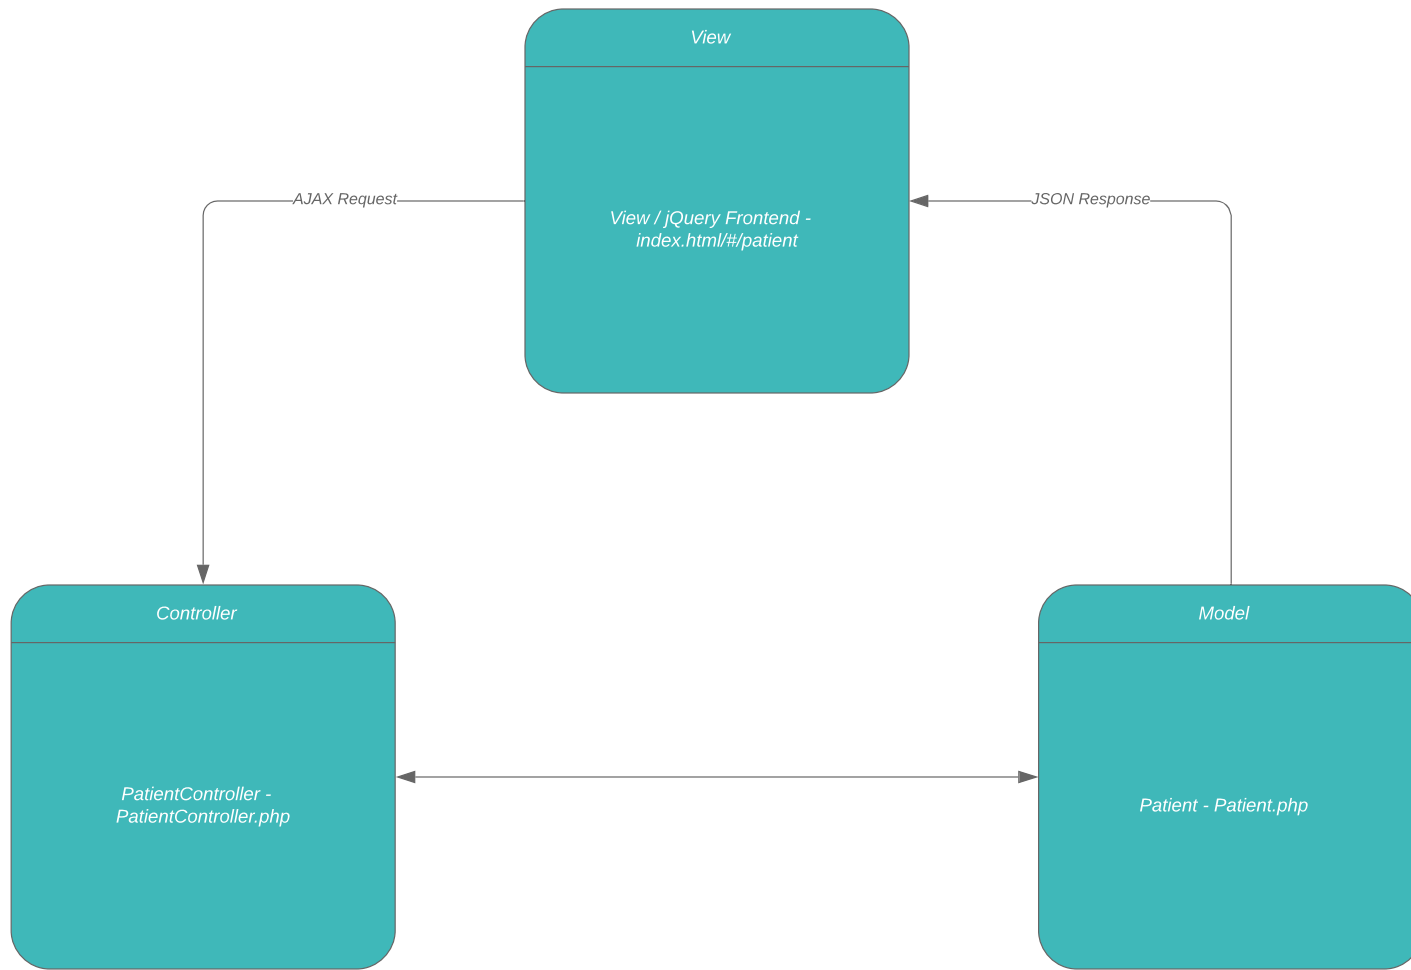 View
AJAX Request
JSON Response
View / jQuery Frontend -
index.html/#/patient
Controller
Model
PatientController -
PatientController.php
Patient - Patient.php